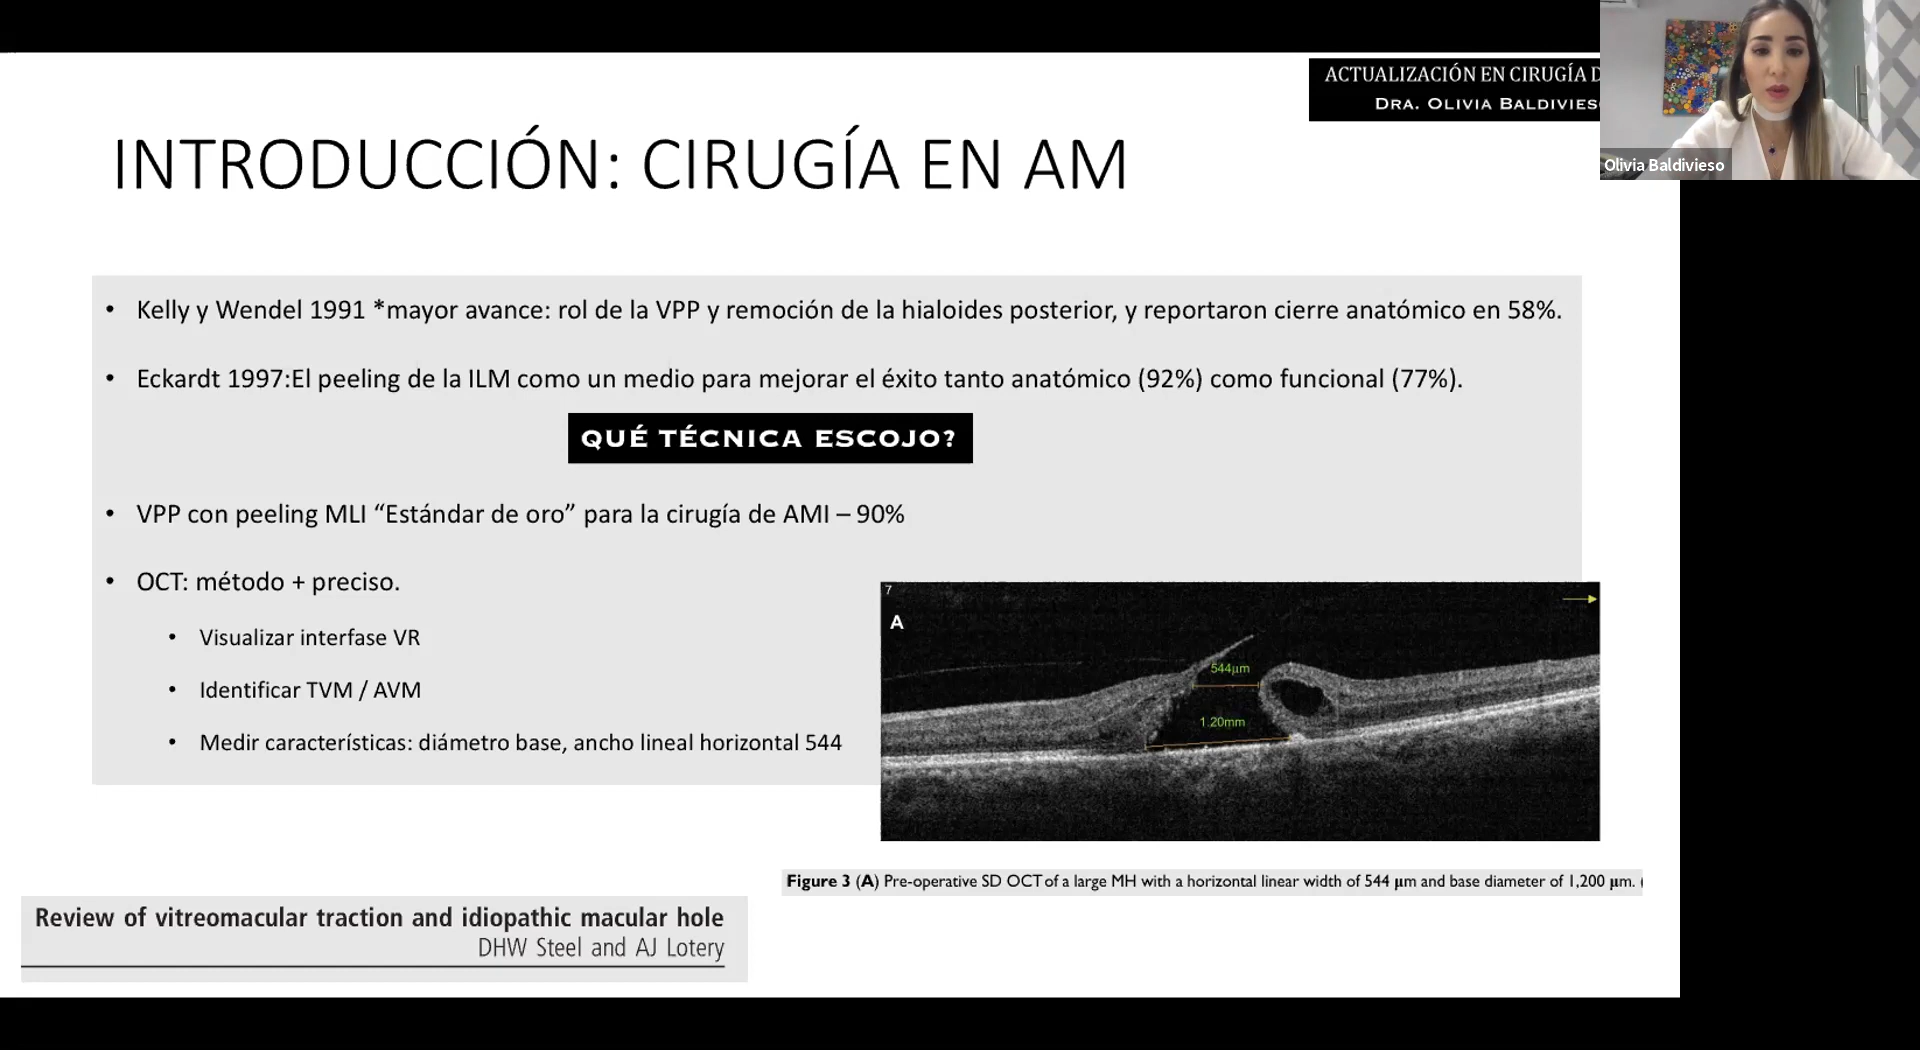 ACTUALIZACIÓN EN CIRUGÍA D
DRA. OLIVIA BALDIVIES
Olivia Baldivieso
INTRODUCCIÓN: CIRUGÍA EN AM
• Kelly y Wendel 1991 *mayor avance: rol de la VPP y remoción de la hialoides posterior, y reportaron cierre anatómico en 58%.
• Eckardt 1997:El peeling de la ILM como un medio para mejorar el éxito tanto anatómico (92%) como funcional (77%).
QUÉ TÉCNICA ESCOJO?
• VPP con peeling MLI “Estándar de oro” para la cirugía de AMI – 90%
• OCT: método + preciso.
• Visualizar interfase VR
• Identificar TVM / AVM
• Medir características: diámetro base, ancho lineal horizontal 544
7
A
544µm
1.20mm
Figure 3 (A) Pre-operative SD OCT of a large MH with a horizontal linear width of 544 µm and base diameter of 1,200 µm. (
Review of vitreomacular traction and idiopathic macular hole
DHW Steel and AJ Lotery